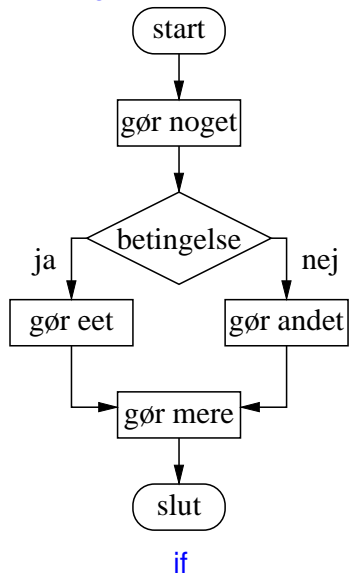 start
gør noget
betingelse
ja
nej
gør eet
gør andet
gør mere
slut
if